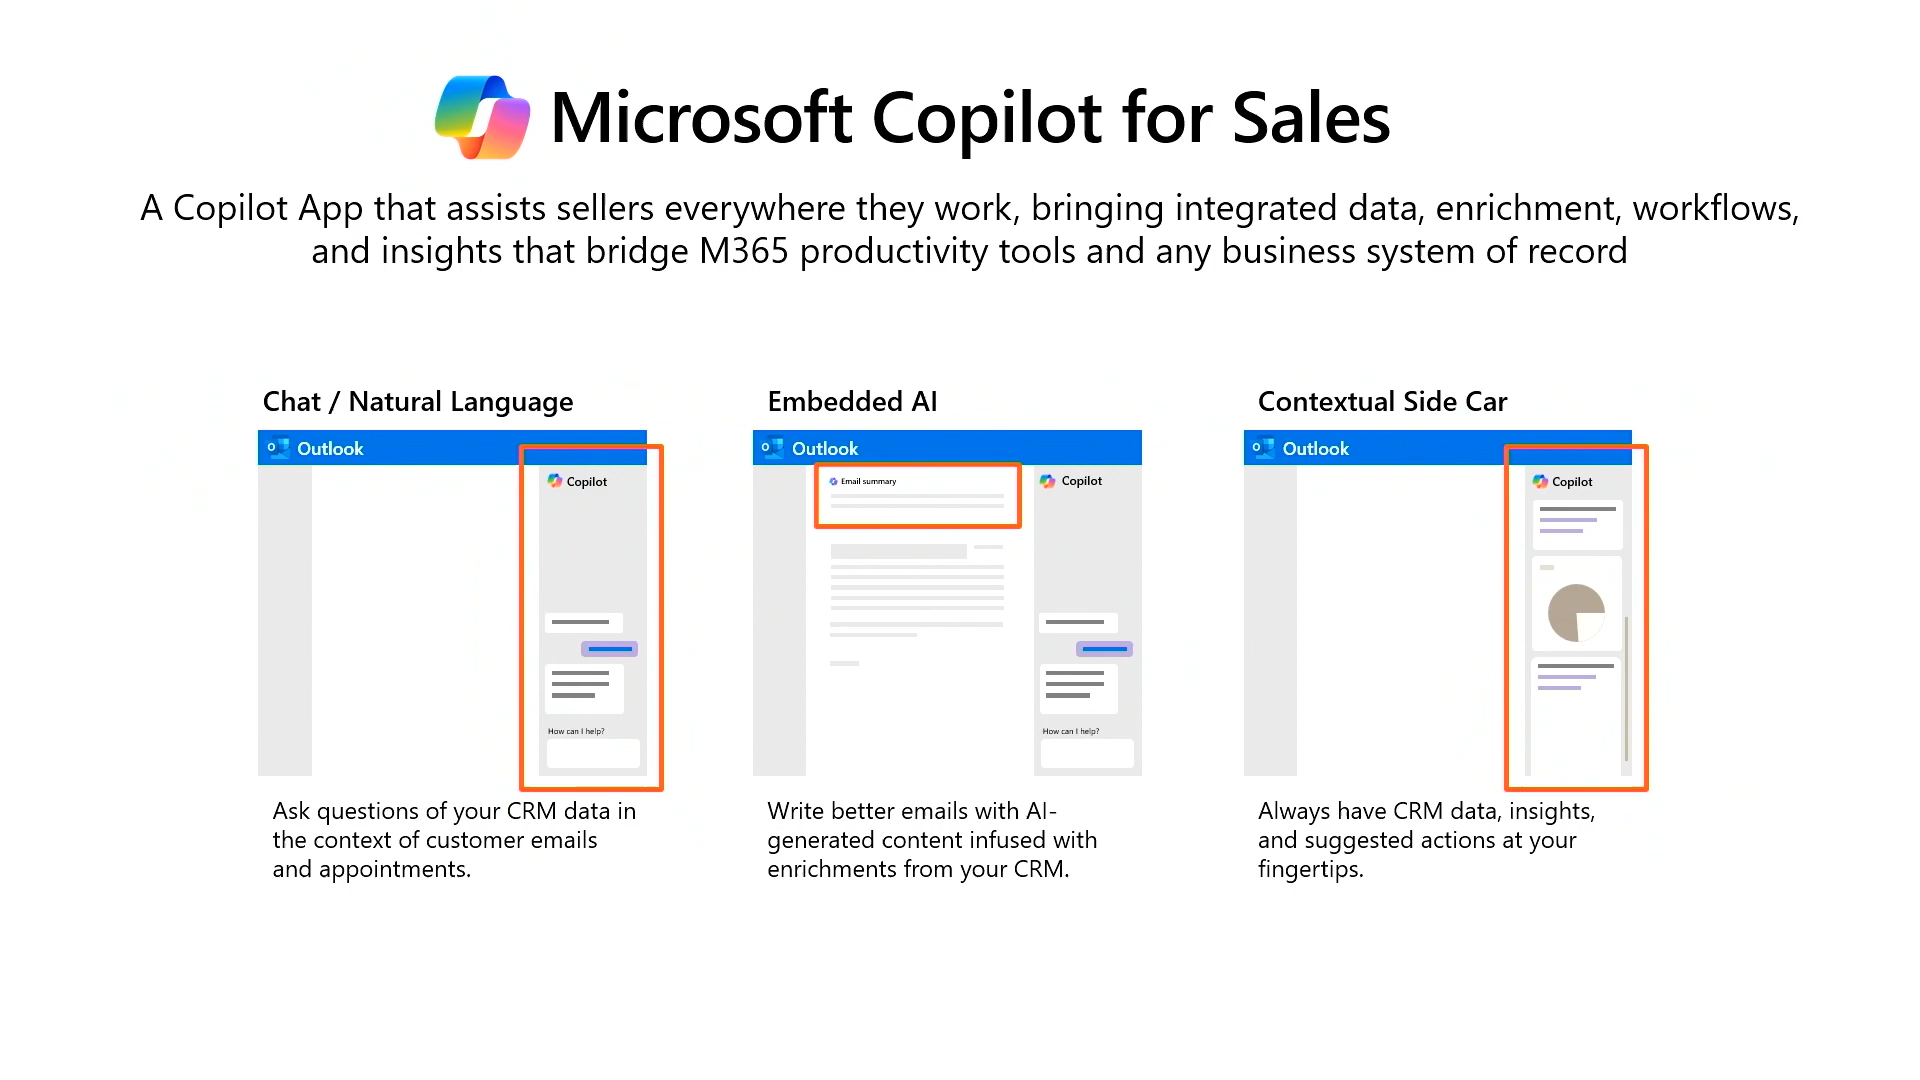 Microsoft Copilot for Sales
A Copilot App that assists sellers everywhere they work, bringing integrated data, enrichment, workflows,
and insights that bridge M365 productivity tools and any business system of record
Chat / Natural Language
Outlook
Copilot
How can I help?
Ask questions of your CRM data in
the context of customer emails
and appointments.
Embedded AI
Outlook
Email summary
Copilot
How can I help?
Write better emails with AI-
generated content infused with
enrichments from your CRM.
Contextual Side Car
Outlook
Copilot
Always have CRM data, insights,
and suggested actions at your
fingertips.